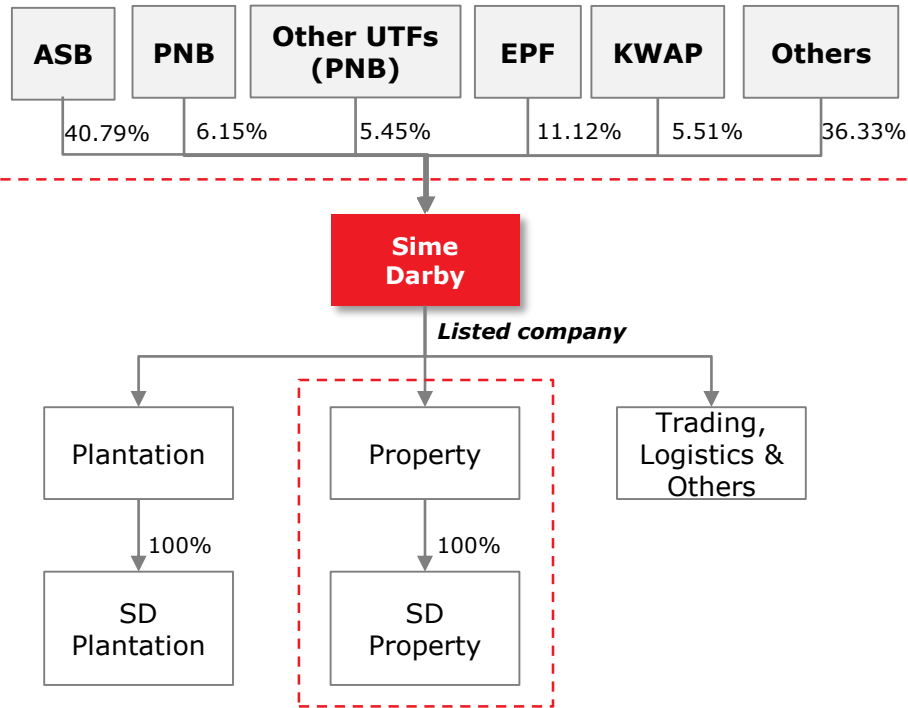 ASB
PNB
Other UTFs
(PNB)
EPF
KWAP
Others
40.79%
6.15%
5.45%
11.12%
5.51%
36.33%
Sime
Darby
Listed company
Plantation
Property
Trading,
Logistics &
Others
100%
100%
SD
Plantation
SD
Property